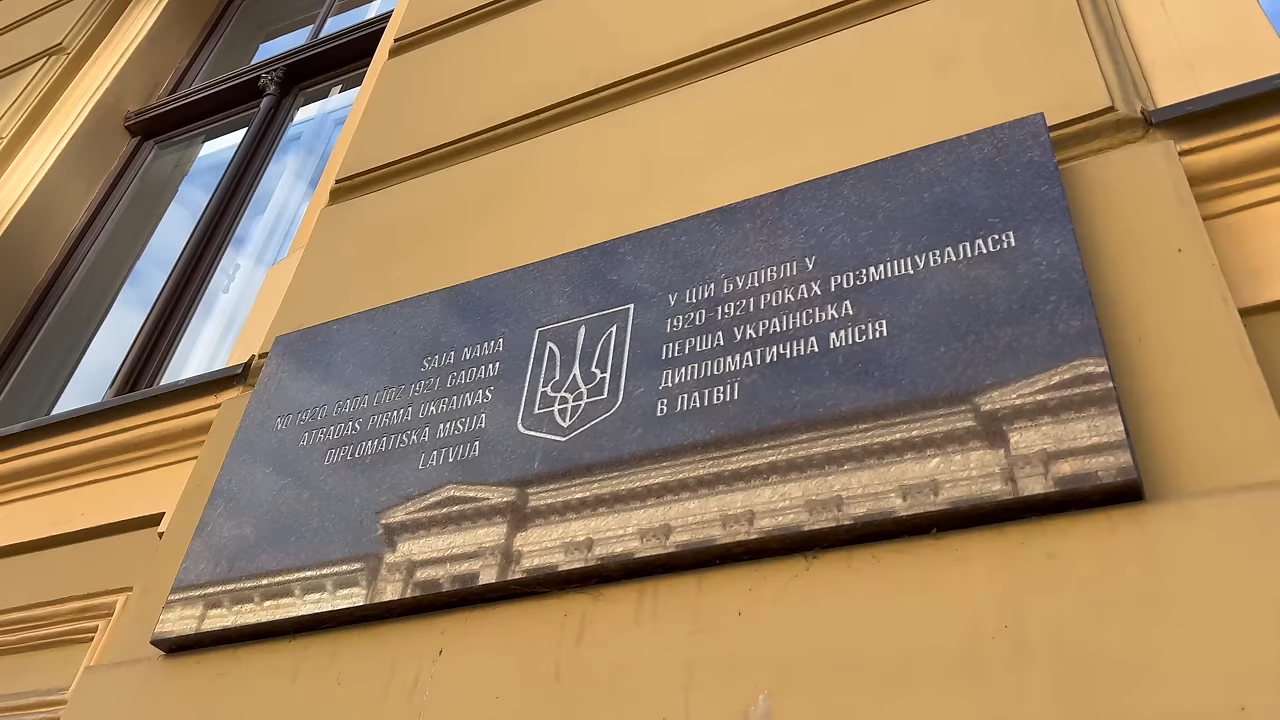 ŠAJĀ NAMĀ
NO 1920. GADA LĪDZ 1921. GADAM
ATRADĀS PIRMĀ UKRAINAS
DIPLOMĀTISKĀ MISIJA
LATVIJĀ
У ЦІЙ БУДІВЛІ У
1920-1921 РОКАХ РОЗМІЩУВАЛАСЯ
ПЕРША УКРАЇНСЬКА
ДИПЛОМАТИЧНА МІСІЯ
В ЛАТВІЇ